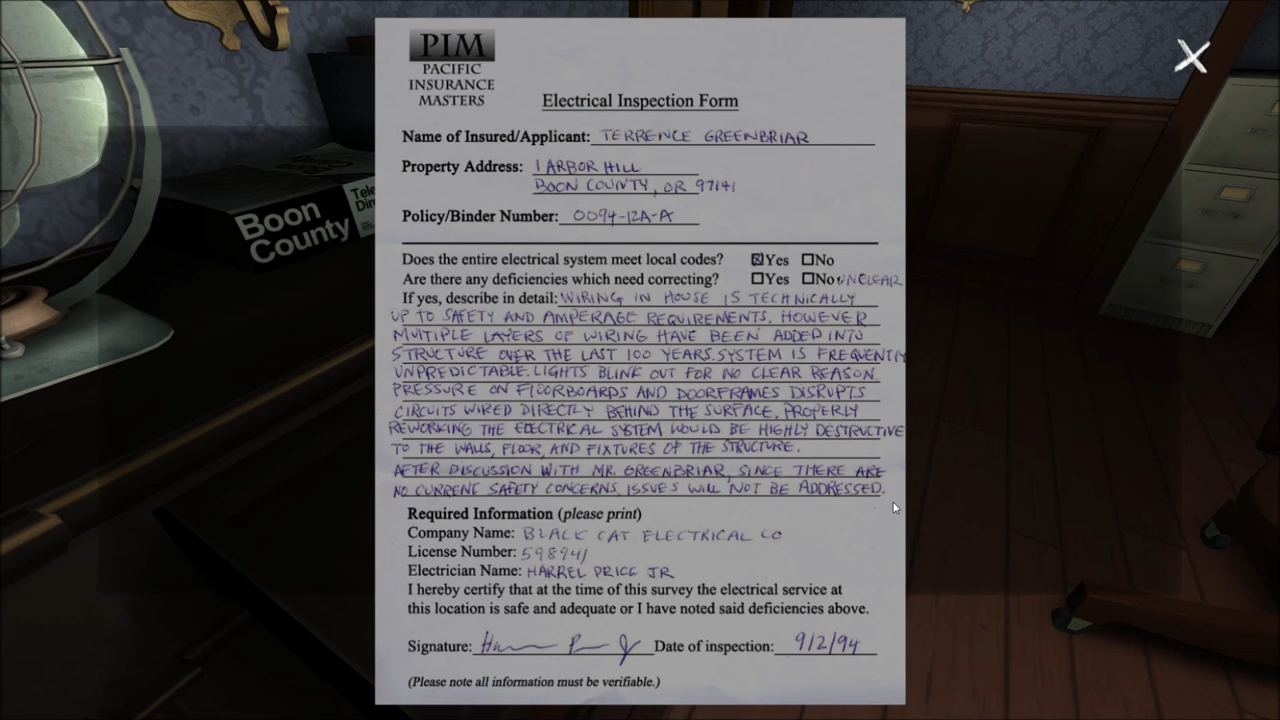 PIM
PACIFIC
INSURANCE
MASTERS
Electrical Inspection Form
Name of Insured/Applicant: TERRENCE GREENBRIAR
Property Address: 1 ARBOR HILL
BOON COUNTY, OR 97141
Policy/Binder Number: 0094-12A-A
Boon
County
Tele
Dir
Does the entire electrical system meet local codes? ☒Yes ☐No
Are there any deficiencies which need correcting? ☐Yes ☐No UNCLEAR
If yes, describe in detail: WIRING IN HOUSE IS TECHNICALLY
UP TO SAFETY AND AMPERAGE REQUIREMENTS. HOWEVER
MULTIPLE LAYERS OF WIRING HAVE BEEN ADDED INTO
STRUCTURE OVER THE LAST 100 YEARS. SYSTEM IS FREQUENTLY
UNPREDICTABLE. LIGHTS BLINK OUT FOR NO CLEAR REASON.
PRESSURE ON FLOORBOARDS AND DOORFRAMES DISRUPTS
CIRCUITS WIRED DIRECTLY BEHIND THE SURFACE. PROPERLY
REWORKING THE ELECTRICAL SYSTEM WOULD BE HIGHLY DESTRUCTIVE
TO THE WALLS, FLOOR, AND FIXTURES OF THE STRUCTURE.
AFTER DISCUSSION WITH MR. GREENBRIAR, SINCE THERE ARE
NO CURRENT SAFETY CONCERNS, ISSUES WILL NOT BE ADDRESSED.
Required Information (please print)
Company Name: BLACK CAT ELECTRICAL CO
License Number: 598941
Electrician Name: HARREL PRICE JR
I hereby certify that at the time of this survey the electrical service at
this location is safe and adequate or I have noted said deficiencies above.
Signature: Date of inspection: 9/2/94
(Please note all information must be verifiable.)